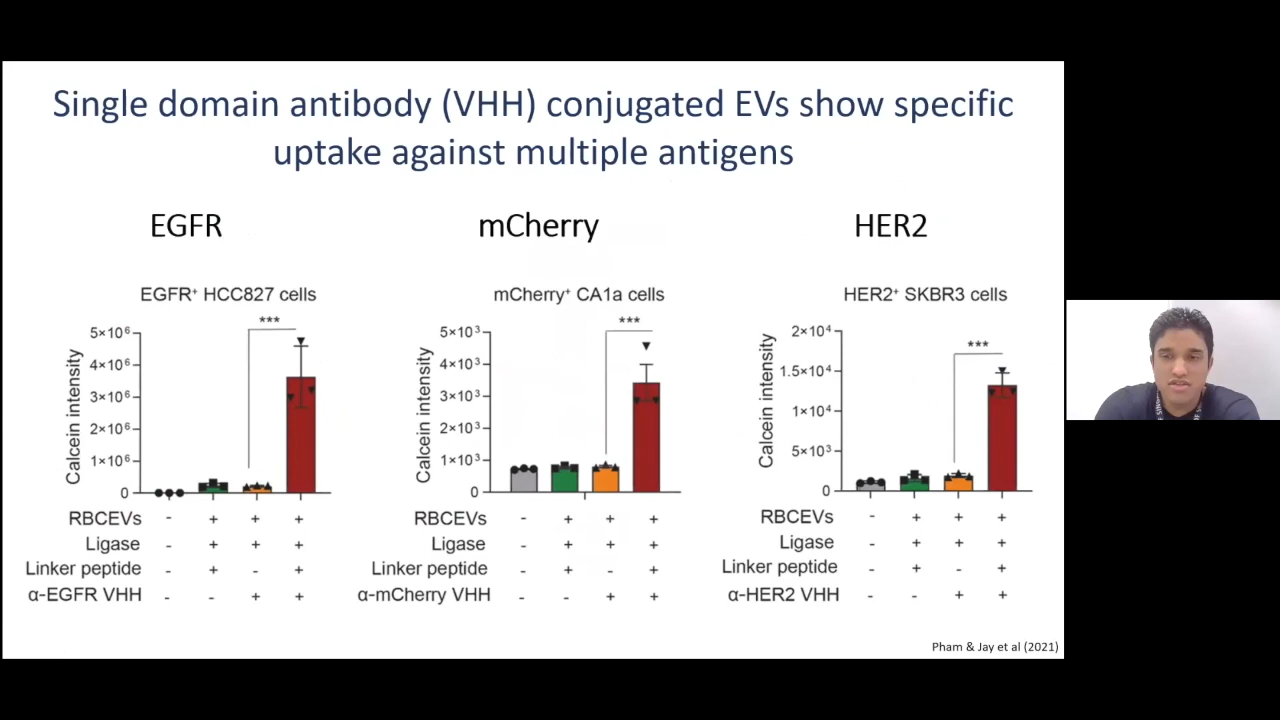 Single domain antibody (VHH) conjugated EVs show specific
uptake against multiple antigens
EGFR
EGFR⁺ HCC827 cells
***
Calcein intensity
5×10⁶
4×10⁶
3×10⁶
2×10⁶
1×10⁶
0
RBCEVs - + + +
Ligase - + + +
Linker peptide - + - +
α-EGFR VHH - - + +
mCherry
mCherry⁺ CA1a cells
***
Calcein intensity
5×10³
4×10³
3×10³
2×10³
1×10³
0
RBCEVs - + + +
Ligase - + + +
Linker peptide - + - +
α-mCherry VHH - - + +
HER2
HER2⁺ SKBR3 cells
***
Calcein intensity
2×10⁴
1.5×10⁴
1×10⁴
5×10³
0
RBCEVs - + + +
Ligase - + + +
Linker peptide - + - +
α-HER2 VHH - - + +
Pham & Jay et al (2021)